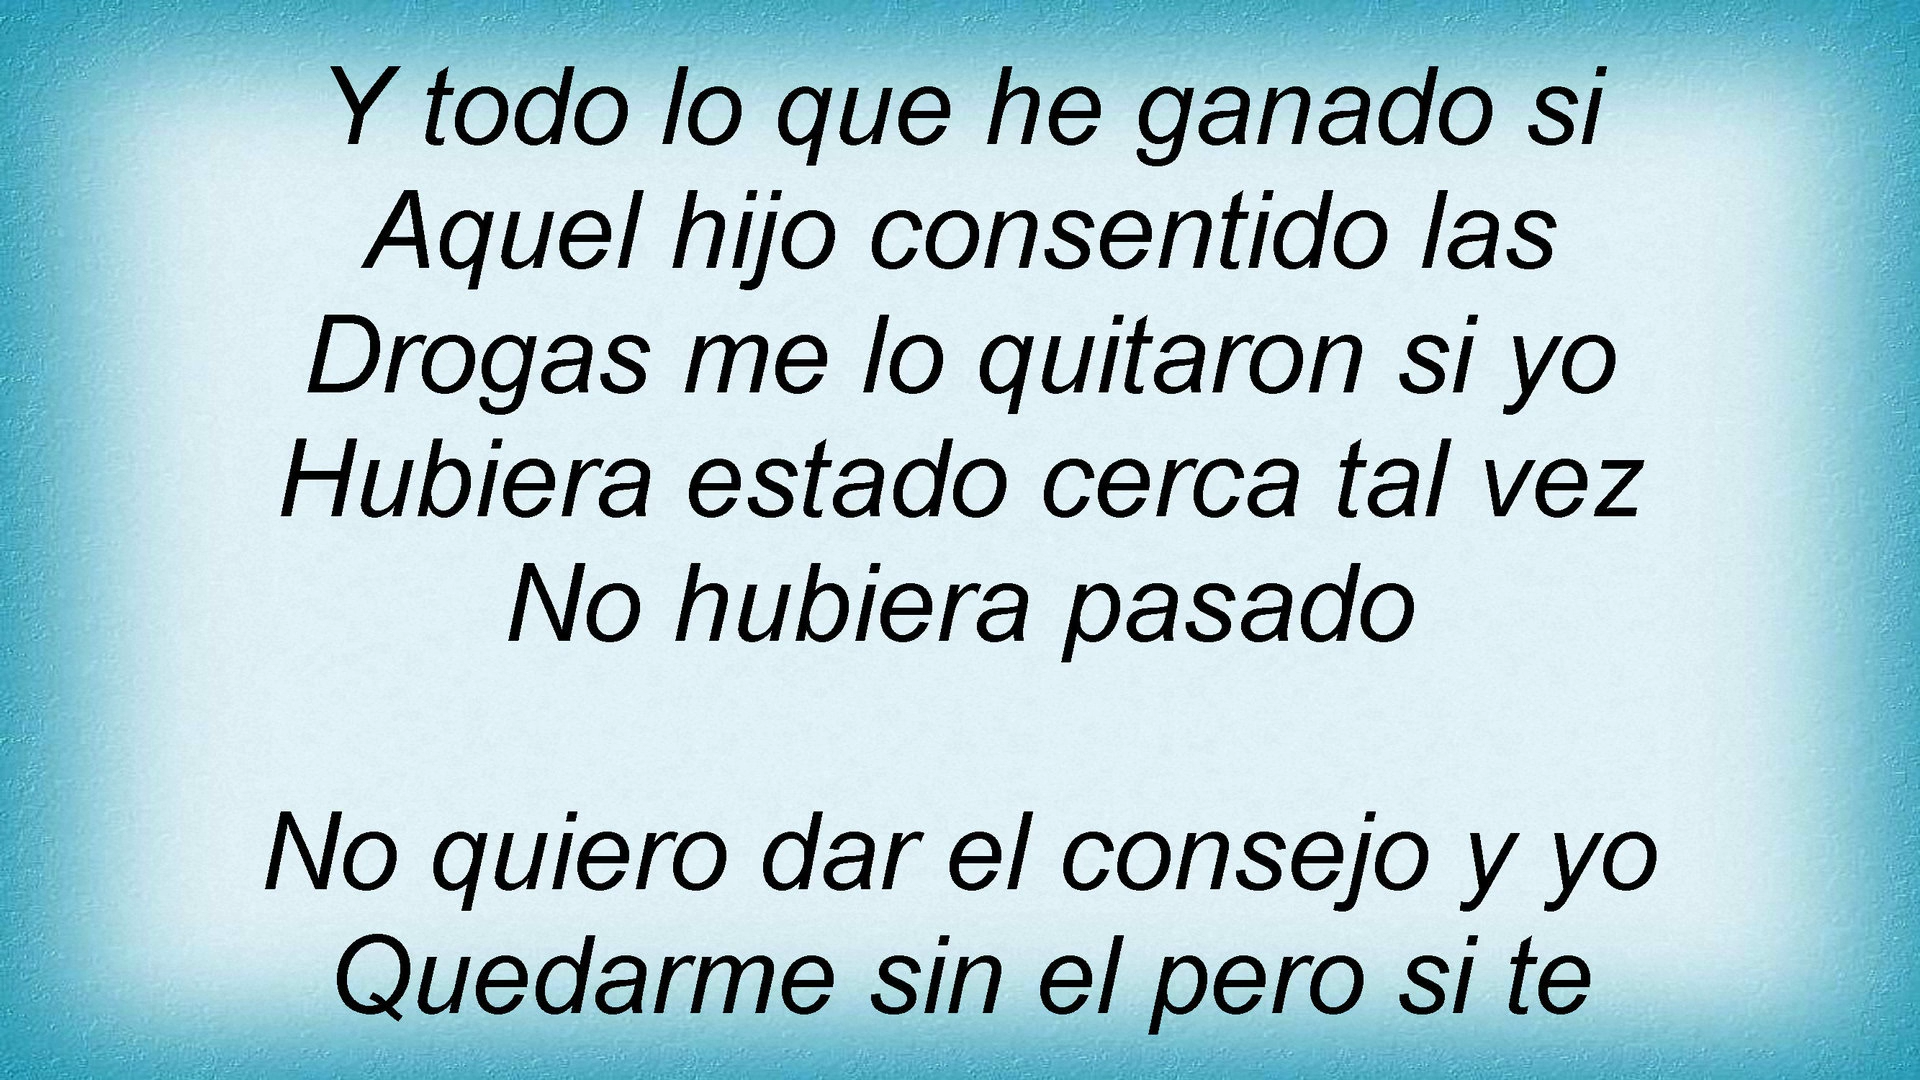 Y todo lo que he ganado si
Aquel hijo consentido las
Drogas me lo quitaron si yo
Hubiera estado cerca tal vez
No hubiera pasado
No quiero dar el consejo y yo
Quedarme sin el pero si te